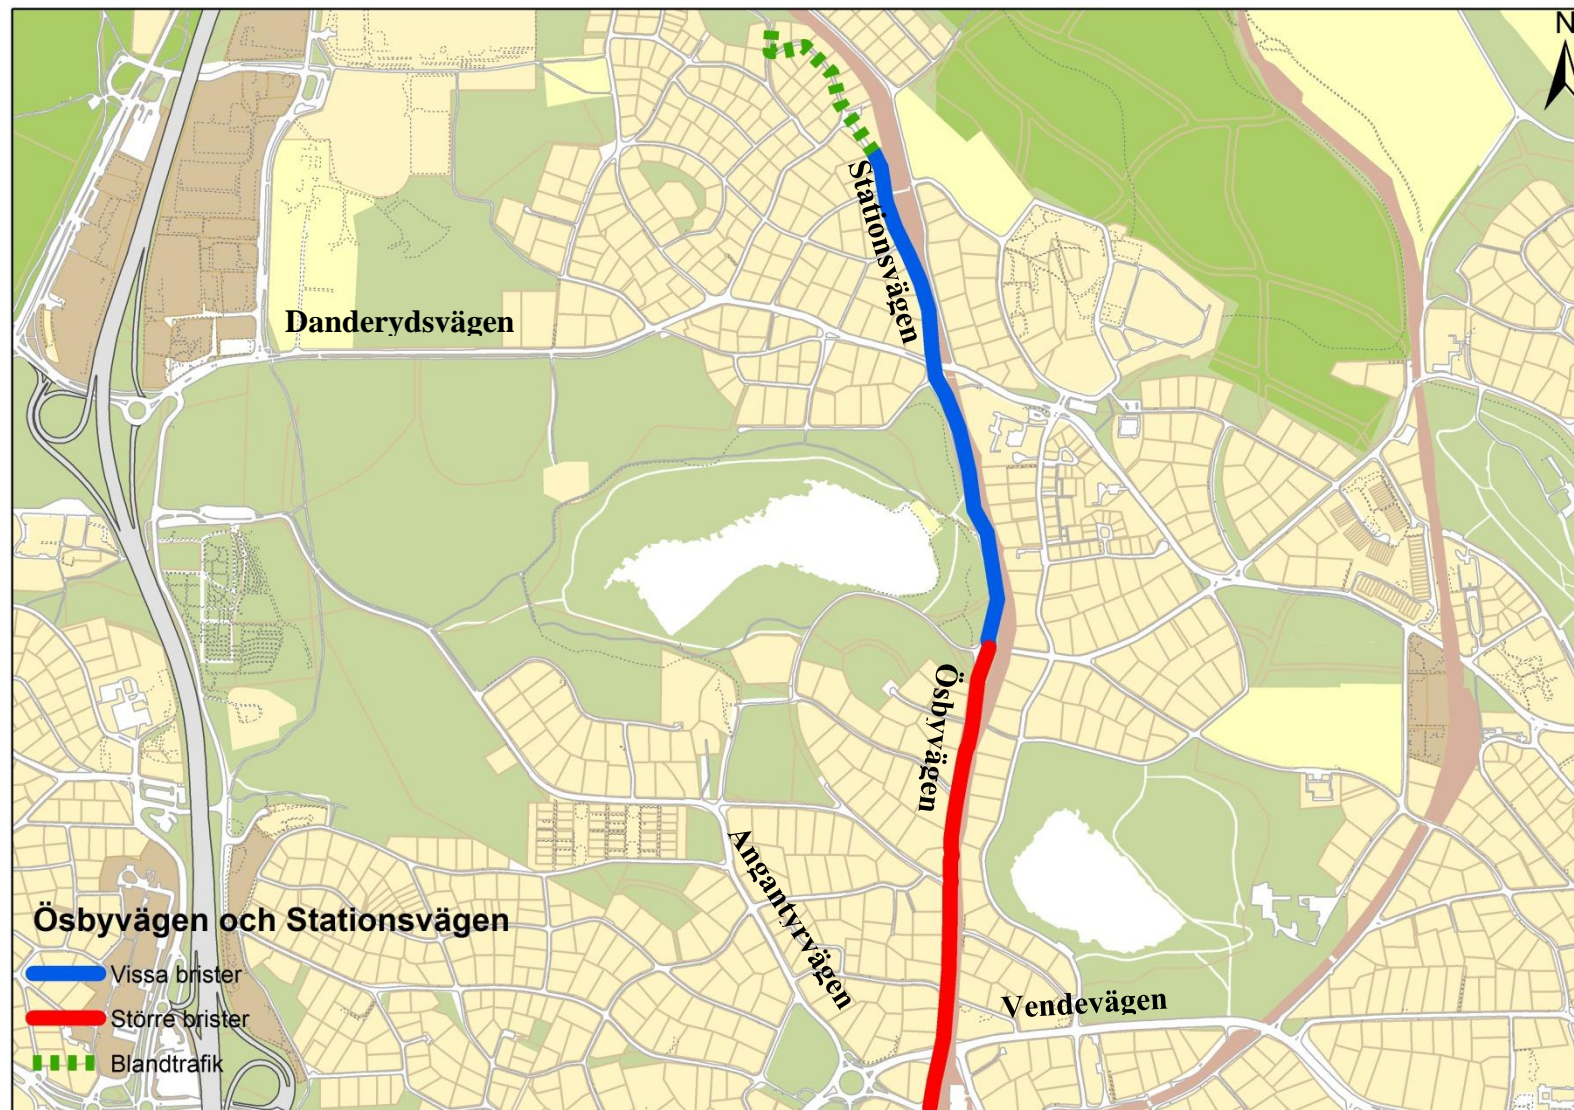 N
Stationsvägen
Danderydsvägen
Ösbyvägen
Angantyrvägen
Vendevägen
Ösbyvägen och Stationsvägen
Vissa brister
Större brister
Blandtrafik